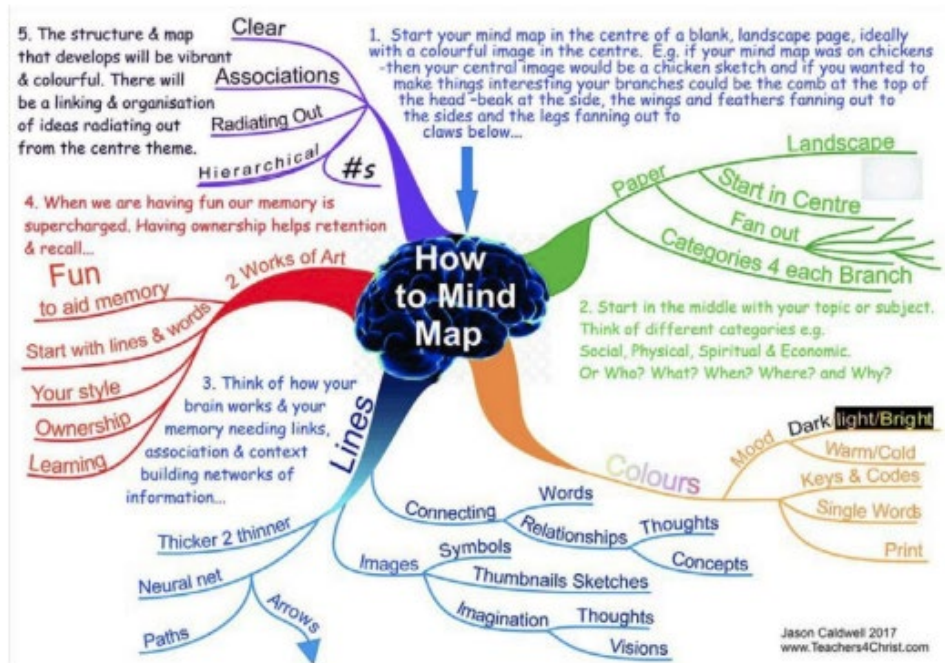 5. The structure & map
that develops will be vibrant
& colourful. There will
be a linking & organisation
of ideas radiating out
from the centre theme.
Clear
Associations
Radiating Out
Hierarchical
#s
1. Start your mind map in the centre of a blank, landscape page, ideally
with a colourful image in the centre. E.g. if your mind map was on chickens
-then your central image would be a chicken sketch and if you wanted to
make things interesting your branches could be the comb at the top of
the head -beak at the side, the wings and feathers fanning out to
the sides and the legs fanning out to
claws below...
Paper
Landscape
Start in Centre
Fan out
Categories 4 each Branch
4. When we are having fun our memory is
supercharged. Having ownership helps retention
& recall...
2 Works of Art
Fun
to aid memory
Start with lines & words
Your style
Ownership
Learning
How
to Mind
Map
2. Start in the middle with your topic or subject.
Think of different categories e.g.
Social, Physical, Spiritual & Economic.
Or Who? What? When? Where? and Why?
3. Think of how your
brain works & your
memory needing links,
association & context
building networks of
information...
Lines
Thicker 2 thinner
Neural net
Paths
Arrows
Connecting
Words
Relationships
Thoughts
Concepts
Images
Symbols
Thumbnails Sketches
Imagination
Thoughts
Visions
Colours
Mood
Dark light/Bright
Warm/Cold
Keys & Codes
Single Words
Print
Jason Caldwell 2017
www.Teachers4Christ.com